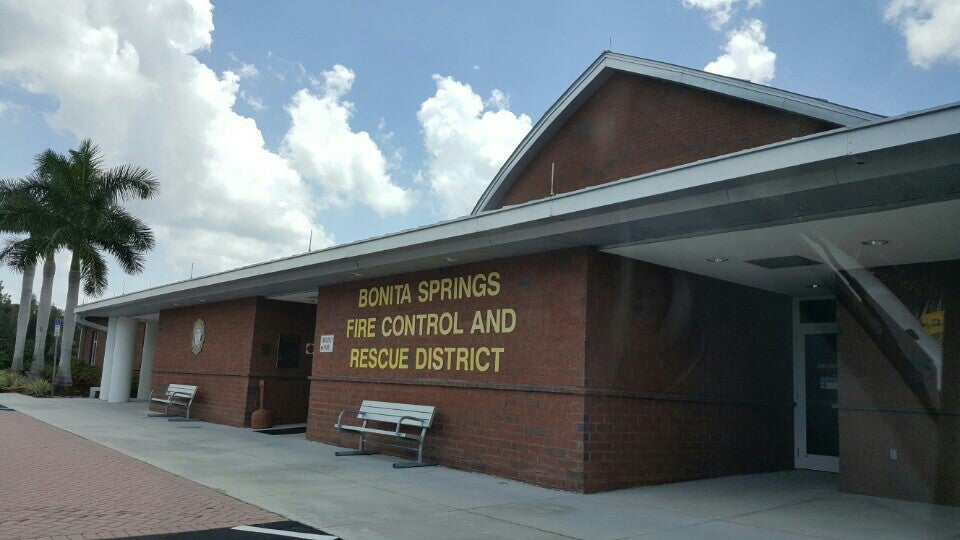 BONITA SPRINGS
FIRE CONTROL AND
RESCUE DISTRICT